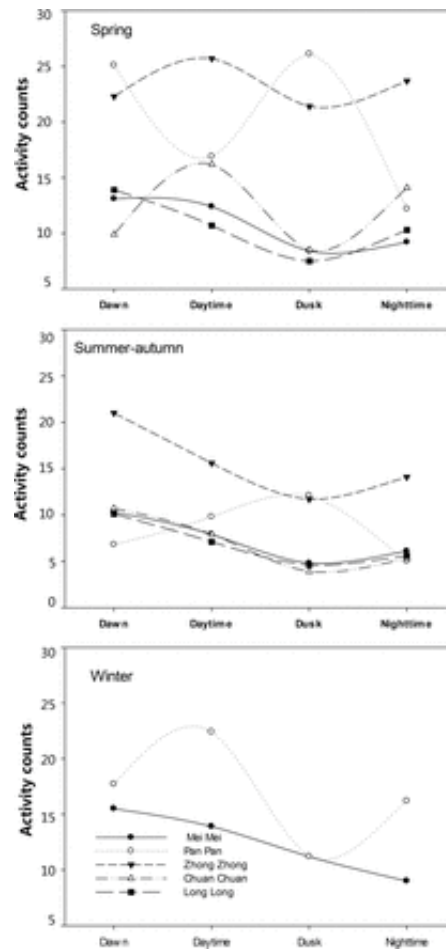 Spring
Activity counts
30
25
20
15
10
5
Dawn Daytime Dusk Nighttime
Summer-autumn
Activity counts
30
25
20
15
10
5
0
Dawn Daytime Dusk Nighttime
Winter
Activity counts
30
25
20
15
10
5
Mei Mei
Pan Pan
Zhong Zhong
Chuan Chuan
Long Long
Dawn Daytime Dusk Nighttime